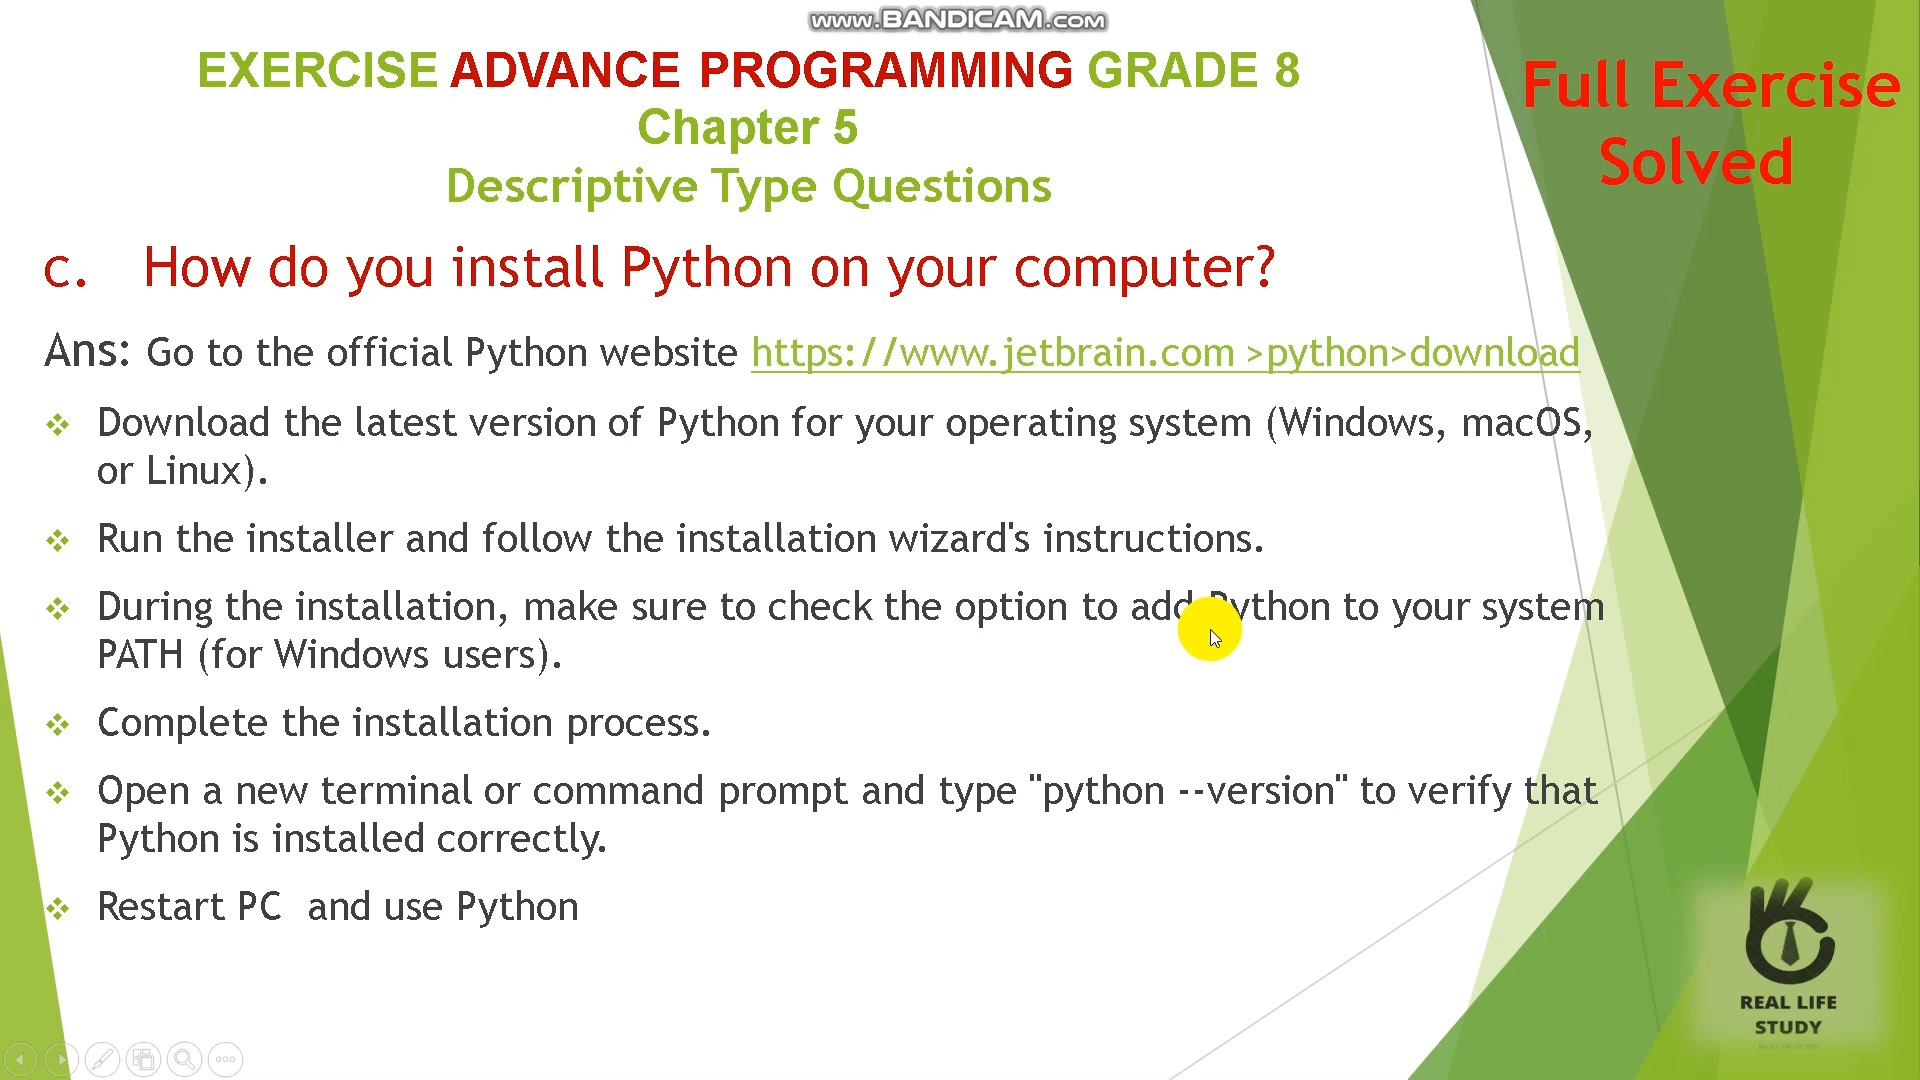 www.BANDICAM.com
EXERCISE ADVANCE PROGRAMMING GRADE 8
Chapter 5
Descriptive Type Questions
Full Exercise
Solved
c. How do you install Python on your computer?
Ans: Go to the official Python website https://www.jetbrain.com >python>download
Download the latest version of Python for your operating system (Windows, macOS,
or Linux).
Run the installer and follow the installation wizard's instructions.
During the installation, make sure to check the option to add Python to your system
PATH (for Windows users).
Complete the installation process.
Open a new terminal or command prompt and type "python --version" to verify that
Python is installed correctly.
Restart PC and use Python
REAL LIFE
STUDY
Real LIFE STUDY